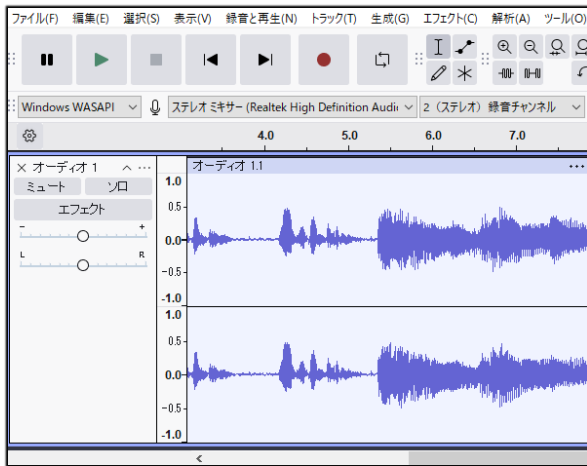 ファイル(F) 編集(E) 選択(S) 表示(V) 録音と再生(N) トラック(T) 生成(G) エフェクト(C) 解析(A) ツール(O)
Windows WASAPI ステレオ ミキサー (Realtek High Definition Audio 2 (ステレオ) 録音チャンネル
4.0 5.0 6.0 7.0
オーディオ 1 オーディオ 1.1
ミュート ソロ
エフェクト
- +
L R
1.0
0.5
0.0
-0.5
-1.0
1.0
0.5
0.0
-0.5
-1.0